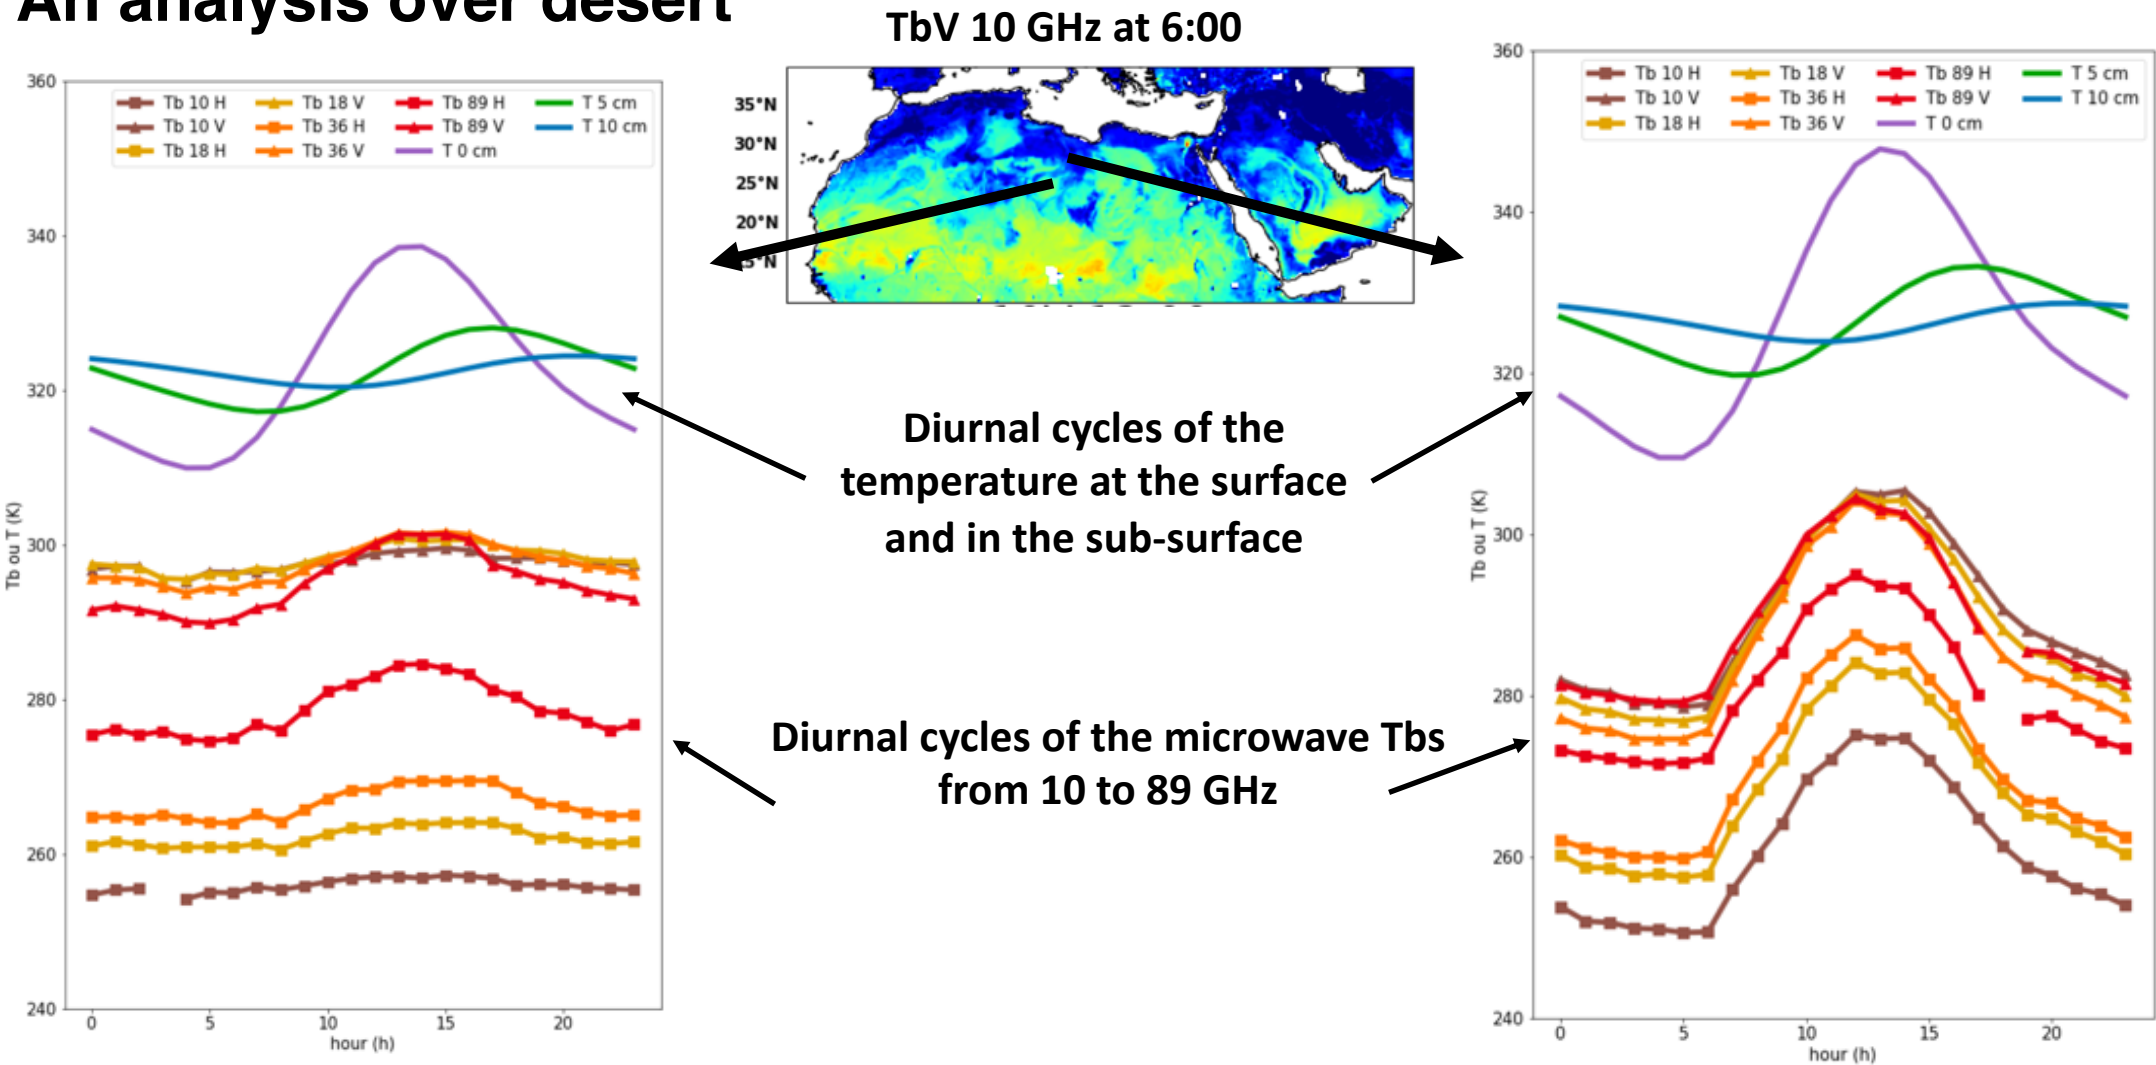 An analysis over desert
TbV 10 GHz at 6:00
360
340
320
300
280
260
240
Tb ou T (K)
Tb 10 H
Tb 10 V
Tb 18 H
Tb 18 V
Tb 36 H
Tb 36 V
Tb 89 H
Tb 89 V
T 0 cm
T 5 cm
T 10 cm
0 5 10 15 20
hour (h)
35°N
30°N
25°N
20°N
5°N
Diurnal cycles of the
temperature at the surface
and in the sub-surface
Diurnal cycles of the microwave Tbs
from 10 to 89 GHz
360
340
320
300
280
260
240
Tb ou T (K)
Tb 10 H
Tb 10 V
Tb 18 H
Tb 18 V
Tb 36 H
Tb 36 V
Tb 89 H
Tb 89 V
T 0 cm
T 5 cm
T 10 cm
0 5 10 15 20
hour (h)